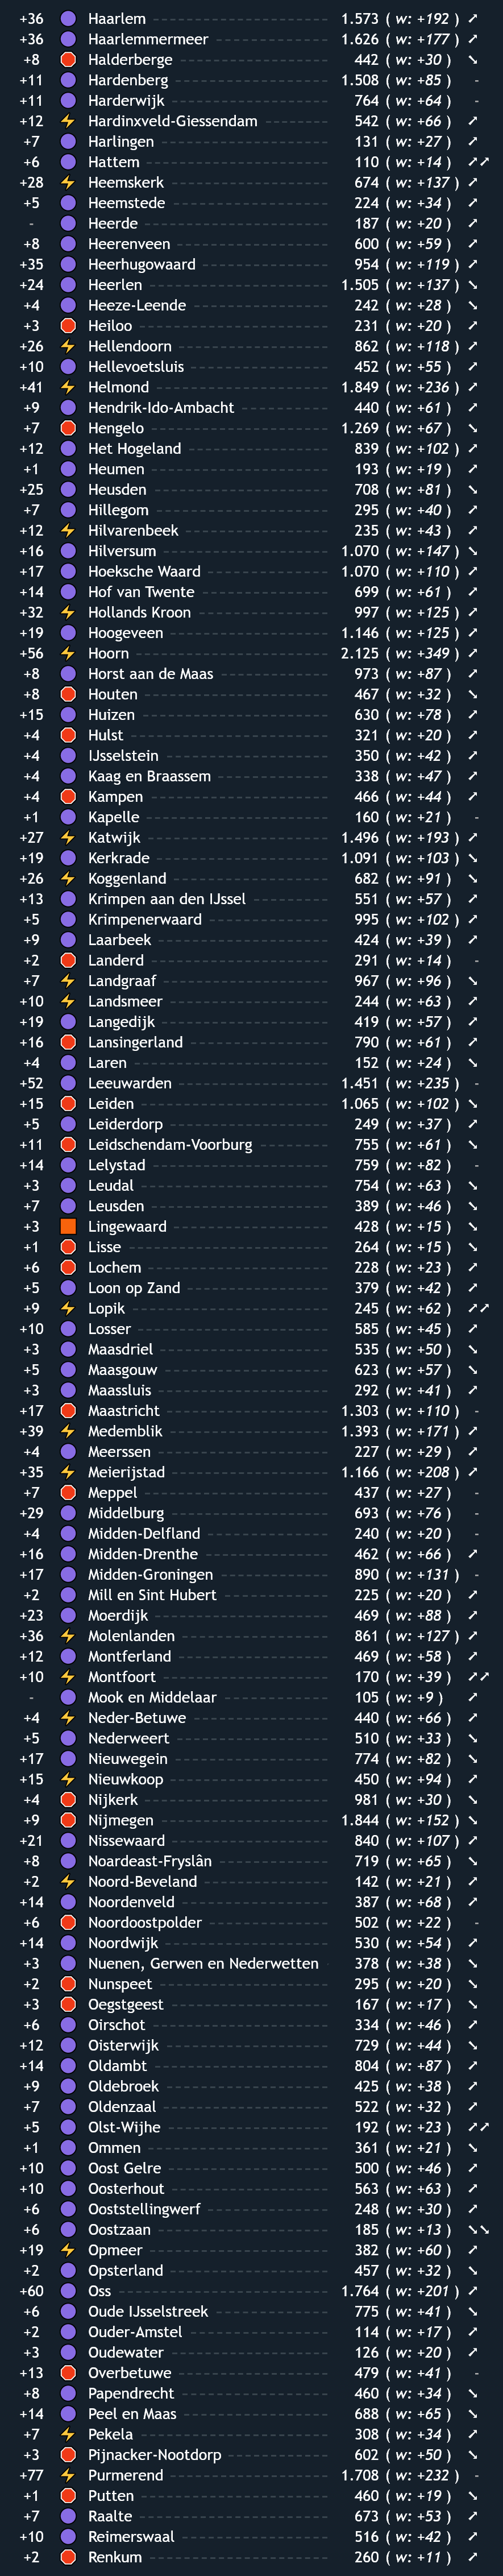 +36 Haarlem 1.573 ( w: +192 ) ↗
+36 Haarlemmermeer 1.626 ( w: +177 ) ↗
+8 Halderberge 442 ( w: +30 ) ↘
+11 Hardenberg 1.508 ( w: +85 ) -
+11 Harderwijk 764 ( w: +64 ) -
+12 Hardinxveld-Giessendam 542 ( w: +66 ) ↗
+7 Harlingen 131 ( w: +27 ) ↗
+6 Hattem 110 ( w: +14 ) ↗↗
+28 Heemskerk 674 ( w: +137 ) ↗
+5 Heemstede 224 ( w: +34 ) ↗
- Heerde 187 ( w: +20 ) ↗
+8 Heerenveen 600 ( w: +59 ) ↗
+35 Heerhugowaard 954 ( w: +119 ) ↗
+24 Heerlen 1.505 ( w: +137 ) ↘
+4 Heeze-Leende 242 ( w: +28 ) ↘
+3 Heiloo 231 ( w: +20 ) ↗
+26 Hellendoorn 862 ( w: +118 ) ↗
+10 Hellevoetsluis 452 ( w: +55 ) ↗
+41 Helmond 1.849 ( w: +236 ) ↗
+9 Hendrik-Ido-Ambacht 440 ( w: +61 ) ↗
+7 Hengelo 1.269 ( w: +67 ) ↘
+12 Het Hogeland 839 ( w: +102 ) ↗
+1 Heumen 193 ( w: +19 ) ↗
+25 Heusden 708 ( w: +81 ) ↘
+7 Hillegom 295 ( w: +40 ) ↗
+12 Hilvarenbeek 235 ( w: +43 ) ↗
+16 Hilversum 1.070 ( w: +147 ) ↘
+17 Hoeksche Waard 1.070 ( w: +110 ) ↗
+14 Hof van Twente 699 ( w: +61 ) ↗
+32 Hollands Kroon 997 ( w: +125 ) ↗
+19 Hoogeveen 1.146 ( w: +125 ) ↗
+56 Hoorn 2.125 ( w: +349 ) ↗
+8 Horst aan de Maas 973 ( w: +87 ) ↗
+8 Houten 467 ( w: +32 ) ↘
+15 Huizen 630 ( w: +78 ) ↗
+4 Hulst 321 ( w: +20 ) ↗
+4 IJsselstein 350 ( w: +42 ) ↗
+4 Kaag en Braassem 338 ( w: +47 ) ↗
+4 Kampen 466 ( w: +44 ) ↗
+1 Kapelle 160 ( w: +21 ) -
+27 Katwijk 1.496 ( w: +193 ) ↗
+19 Kerkrade 1.091 ( w: +103 ) ↘
+26 Koggenland 682 ( w: +91 ) ↘
+13 Krimpen aan den IJssel 551 ( w: +57 ) ↗
+5 Krimpenerwaard 995 ( w: +102 ) ↗
+9 Laarbeek 424 ( w: +39 ) ↗
+2 Landerd 291 ( w: +14 ) -
+7 Landgraaf 967 ( w: +96 ) ↘
+10 Landsmeer 244 ( w: +63 ) ↗
+19 Langedijk 419 ( w: +57 ) ↗
+16 Lansingerland 790 ( w: +61 ) ↗
+4 Laren 152 ( w: +24 ) ↘
+52 Leeuwarden 1.451 ( w: +235 ) -
+15 Leiden 1.065 ( w: +102 ) ↘
+5 Leiderdorp 249 ( w: +37 ) ↗
+11 Leidschendam-Voorburg 755 ( w: +61 ) ↘
+14 Lelystad 759 ( w: +82 ) -
+3 Leudal 754 ( w: +63 ) ↘
+7 Leusden 389 ( w: +46 ) ↘
+3 Lingewaard 428 ( w: +15 ) ↘
+1 Lisse 264 ( w: +15 ) ↘
+6 Lochem 228 ( w: +23 ) ↗
+5 Loon op Zand 379 ( w: +42 ) ↗
+9 Lopik 245 ( w: +62 ) ↗↗
+10 Losser 585 ( w: +45 ) ↗
+3 Maasdriel 535 ( w: +50 ) ↘
+5 Maasgouw 623 ( w: +57 ) ↘
+3 Maassluis 292 ( w: +41 ) ↗
+17 Maastricht 1.303 ( w: +110 ) -
+39 Medemblik 1.393 ( w: +171 ) ↗
+4 Meerssen 227 ( w: +29 ) ↗
+35 Meierijstad 1.166 ( w: +208 ) ↗
+7 Meppel 437 ( w: +27 ) -
+29 Middelburg 693 ( w: +76 ) -
+4 Midden-Delfland 240 ( w: +20 ) -
+16 Midden-Drenthe 462 ( w: +66 ) ↗
+17 Midden-Groningen 890 ( w: +131 ) -
+2 Mill en Sint Hubert 225 ( w: +20 ) ↗
+23 Moerdijk 469 ( w: +88 ) ↗
+36 Molenlanden 861 ( w: +127 ) ↗
+12 Montferland 469 ( w: +58 ) ↗
+10 Montfoort 170 ( w: +39 ) ↗↗
- Mook en Middelaar 105 ( w: +9 ) ↗
+4 Neder-Betuwe 440 ( w: +66 ) ↗
+5 Nederweert 510 ( w: +33 ) ↘
+17 Nieuwegein 774 ( w: +82 ) ↘
+15 Nieuwkoop 450 ( w: +94 ) ↗
+4 Nijkerk 981 ( w: +30 ) ↘
+9 Nijmegen 1.844 ( w: +152 ) ↘
+21 Nissewaard 840 ( w: +107 ) ↗
+8 Noardeast-Fryslân 719 ( w: +65 ) ↘
+2 Noord-Beveland 142 ( w: +21 ) ↗
+14 Noordenveld 387 ( w: +68 ) ↗
+6 Noordoostpolder 502 ( w: +22 ) -
+14 Noordwijk 530 ( w: +54 ) ↗
+3 Nuenen, Gerwen en Nederwetten 378 ( w: +38 ) ↘
+2 Nunspeet 295 ( w: +20 ) ↘
+3 Oegstgeest 167 ( w: +17 ) ↘
+6 Oirschot 334 ( w: +46 ) ↗
+12 Oisterwijk 729 ( w: +44 ) ↘
+14 Oldambt 804 ( w: +87 ) ↗
+9 Oldebroek 425 ( w: +38 ) ↗
+7 Oldenzaal 522 ( w: +32 ) ↗
+5 Olst-Wijhe 192 ( w: +23 ) ↗↗
+1 Ommen 361 ( w: +21 ) ↘
+10 Oost Gelre 500 ( w: +46 ) ↗
+10 Oosterhout 563 ( w: +63 ) ↗
+6 Ooststellingwerf 248 ( w: +30 ) ↗
+6 Oostzaan 185 ( w: +13 ) ↘↘
+19 Opmeer 382 ( w: +60 ) ↗
+2 Opsterland 457 ( w: +32 ) ↘
+60 Oss 1.764 ( w: +201 ) ↗
+6 Oude IJsselstreek 775 ( w: +41 ) ↘
+2 Ouder-Amstel 114 ( w: +17 ) ↗
+3 Oudewater 126 ( w: +20 ) ↗
+13 Overbetuwe 479 ( w: +41 ) -
+8 Papendrecht 460 ( w: +34 ) ↘
+14 Peel en Maas 688 ( w: +65 ) ↘
+7 Pekela 308 ( w: +34 ) ↗
+3 Pijnacker-Nootdorp 602 ( w: +50 ) ↘
+77 Purmerend 1.708 ( w: +232 ) -
+1 Putten 460 ( w: +19 ) ↘
+7 Raalte 673 ( w: +53 ) ↗
+10 Reimerswaal 516 ( w: +42 ) ↗
+2 Renkum 260 ( w: +11 ) ↗